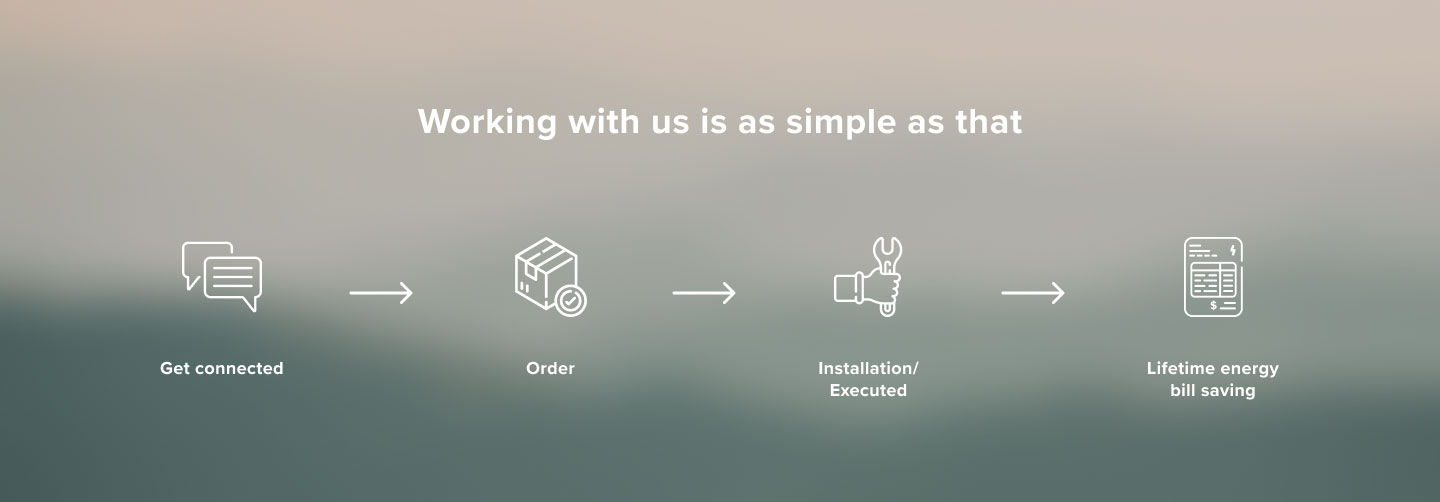 Working with us is as simple as that
Get connected
Order
Installation/
Executed
Lifetime energy
bill saving
$